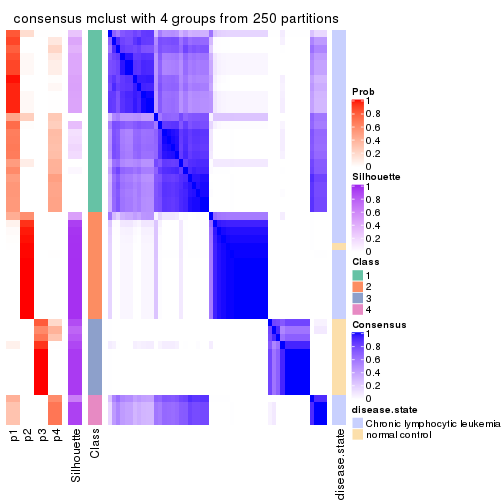 consensus mclust with 4 groups from 250 partitions
Prob
1
0.8
0.6
0.4
0.2
0
Silhouette
1
0.8
0.6
0.4
0.2
0
Class
1
2
3
4
Consensus
1
0.8
0.6
0.4
0.2
0
disease.state
Chronic lymphocytic leukemia
normal control
p1
p2
p3
p4
Silhouette
Class
disease.state